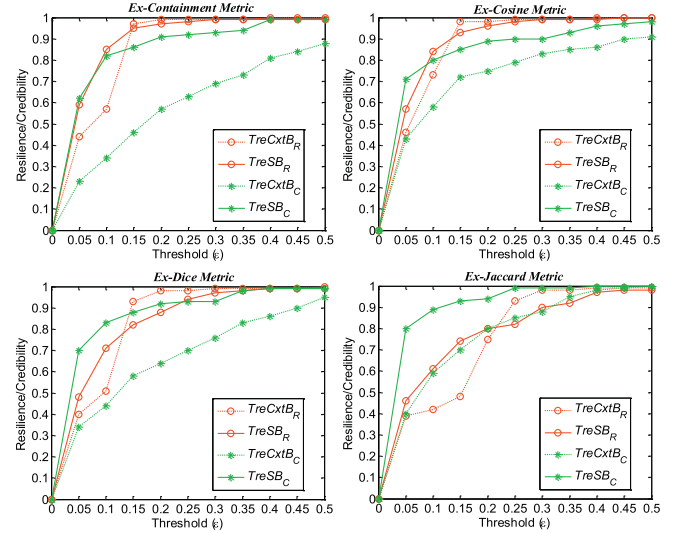 Ex-Containment Metric
Resilience/Credibility
1
0.9
0.8
0.7
0.6
0.5
0.4
0.3
0.2
0.1
0
TreCxtB_R
TreSB_R
TreCxtB_C
TreSB_C
0 0.05 0.1 0.15 0.2 0.25 0.3 0.35 0.4 0.45 0.5
Threshold (ε)
Ex-Cosine Metric
Resilience/Credibility
1
0.9
0.8
0.7
0.6
0.5
0.4
0.3
0.2
0.1
0
TreCxtB_R
TreSB_R
TreCxtB_C
TreSB_C
0 0.05 0.1 0.15 0.2 0.25 0.3 0.35 0.4 0.45 0.5
Threshold (ε)
Ex-Dice Metric
Resilience/Credibility
1
0.9
0.8
0.7
0.6
0.5
0.4
0.3
0.2
0.1
0
TreCxtB_R
TreSB_R
TreCxtB_C
TreSB_C
0 0.05 0.1 0.15 0.2 0.25 0.3 0.35 0.4 0.45 0.5
Threshold (ε)
Ex-Jaccard Metric
Resilience/Credibility
1
0.9
0.8
0.7
0.6
0.5
0.4
0.3
0.2
0.1
0
TreCxtB_R
TreSB_R
TreCxtB_C
TreSB_C
0 0.05 0.1 0.15 0.2 0.25 0.3 0.35 0.4 0.45 0.5
Threshold (ε)